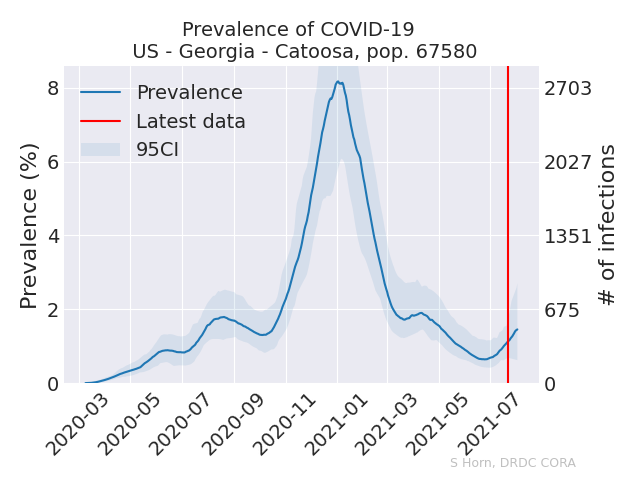 Prevalence of COVID-19
US - Georgia - Catoosa, pop. 67580
Prevalence
Latest data
95CI
Prevalence (%)
8
6
4
2
0
2703
2027
1351
675
0
# of infections
2020-03
2020-05
2020-07
2020-09
2020-11
2021-01
2021-03
2021-05
2021-07
S Horn, DRDC CORA